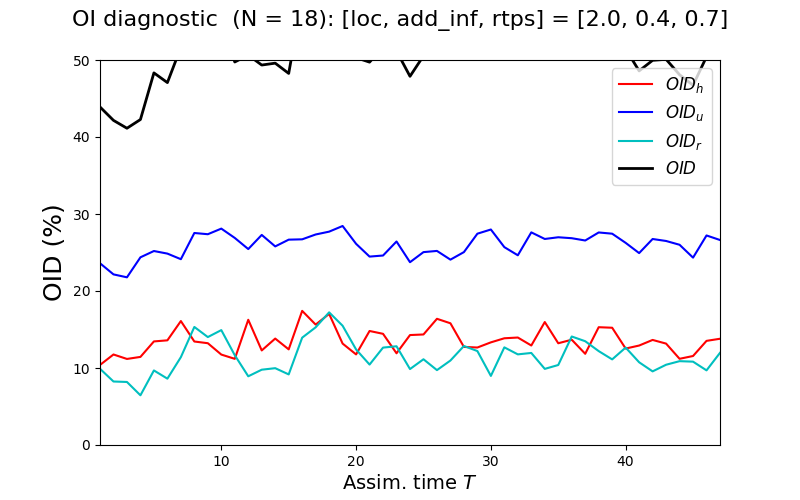 OI diagnostic (N = 18): [loc, add_inf, rtps] = [2.0, 0.4, 0.7]
OID (%)
50
40
30
20
10
0
OID_h
OID_u
OID_r
OID
10 20 30 40
Assim. time T